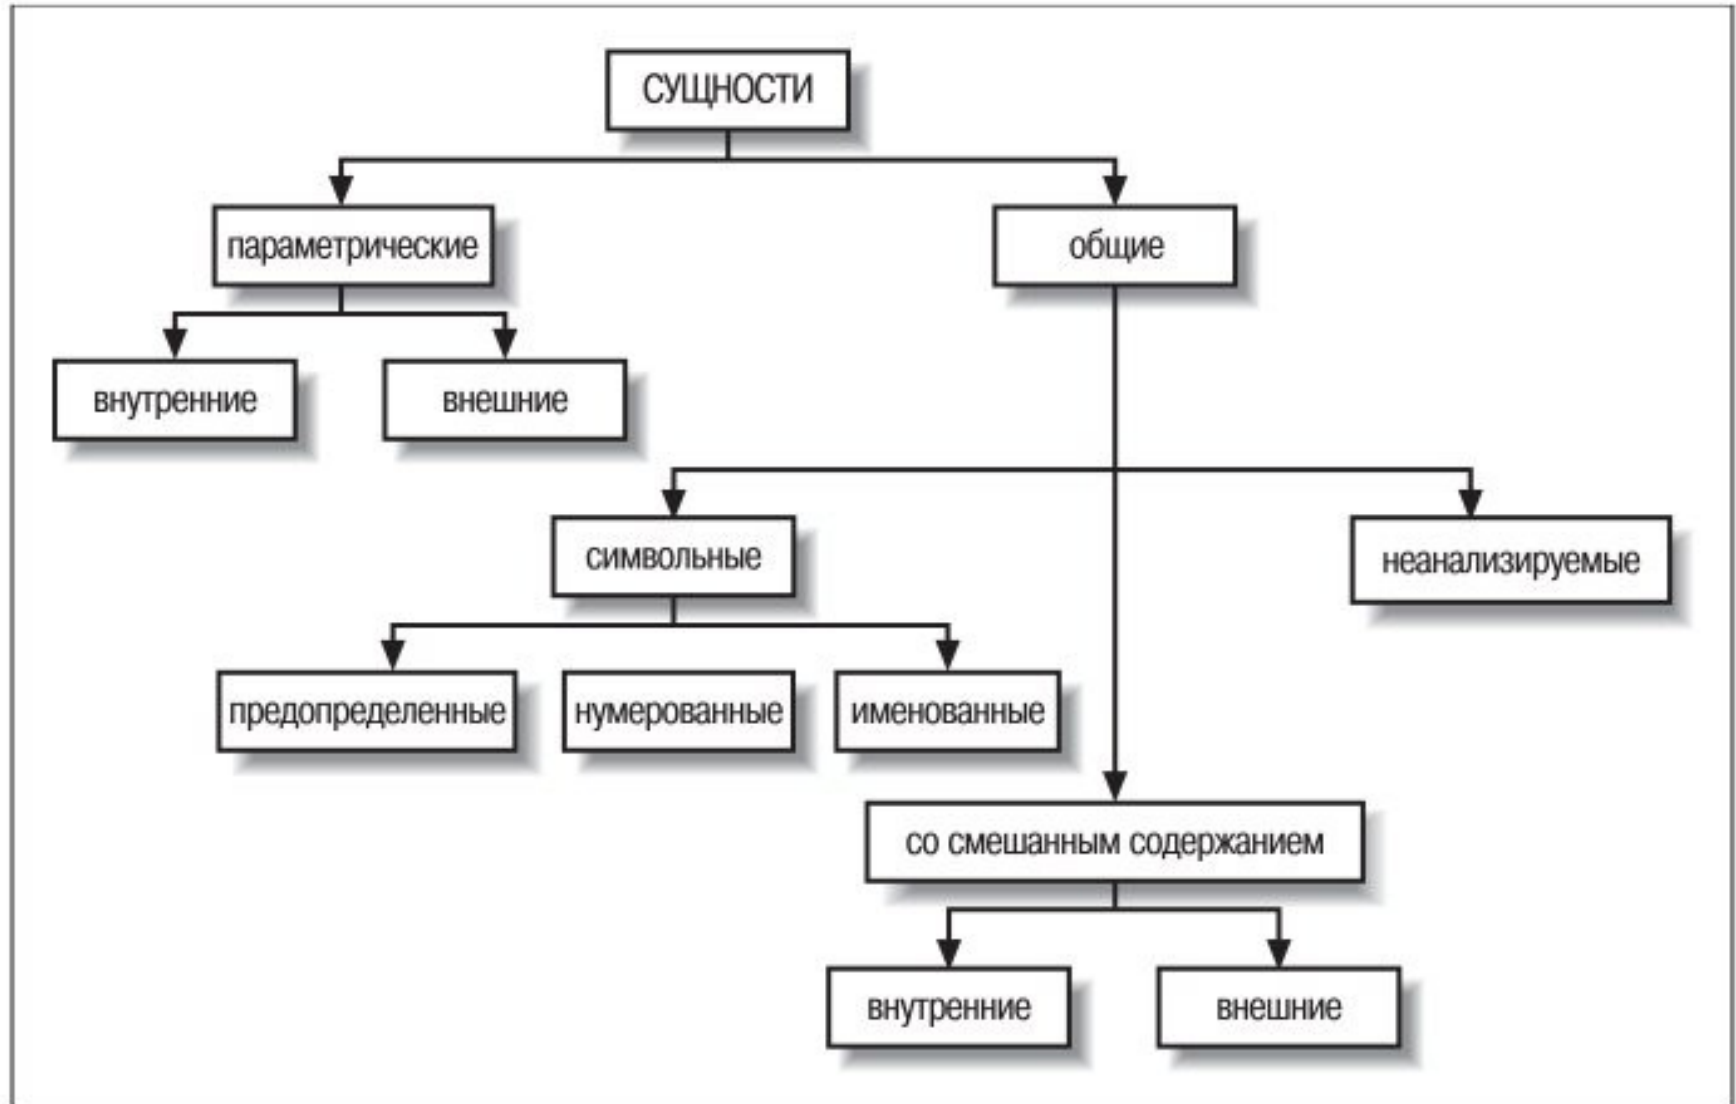 СУЩНОСТИ
параметрические
общие
внутренние
внешние
символьные
неанализируемые
предопределенные
нумерованные
именованные
со смешанным содержанием
внутренние
внешние